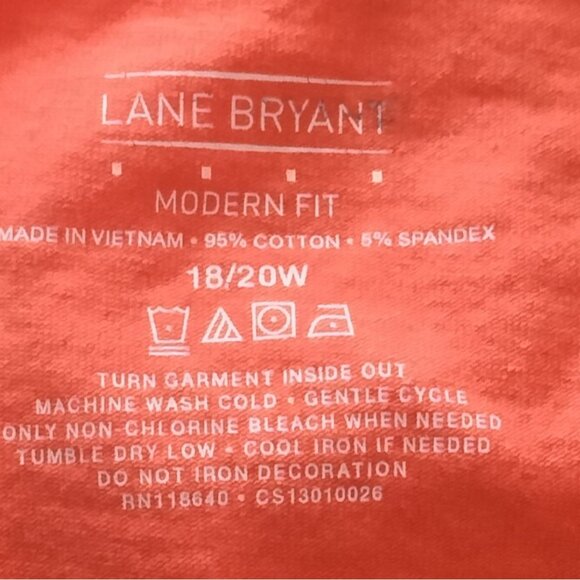 LANE BRYANT
MODERN FIT
MADE IN VIETNAM • 95% COTTON • 5% SPANDEX
18/20W
TURN GARMENT INSIDE OUT
MACHINE WASH COLD • GENTLE CYCLE
ONLY NON-CHLORINE BLEACH WHEN NEEDED
TUMBLE DRY LOW • COOL IRON IF NEEDED
DO NOT IRON DECORATION
RN118640 • CS13010026